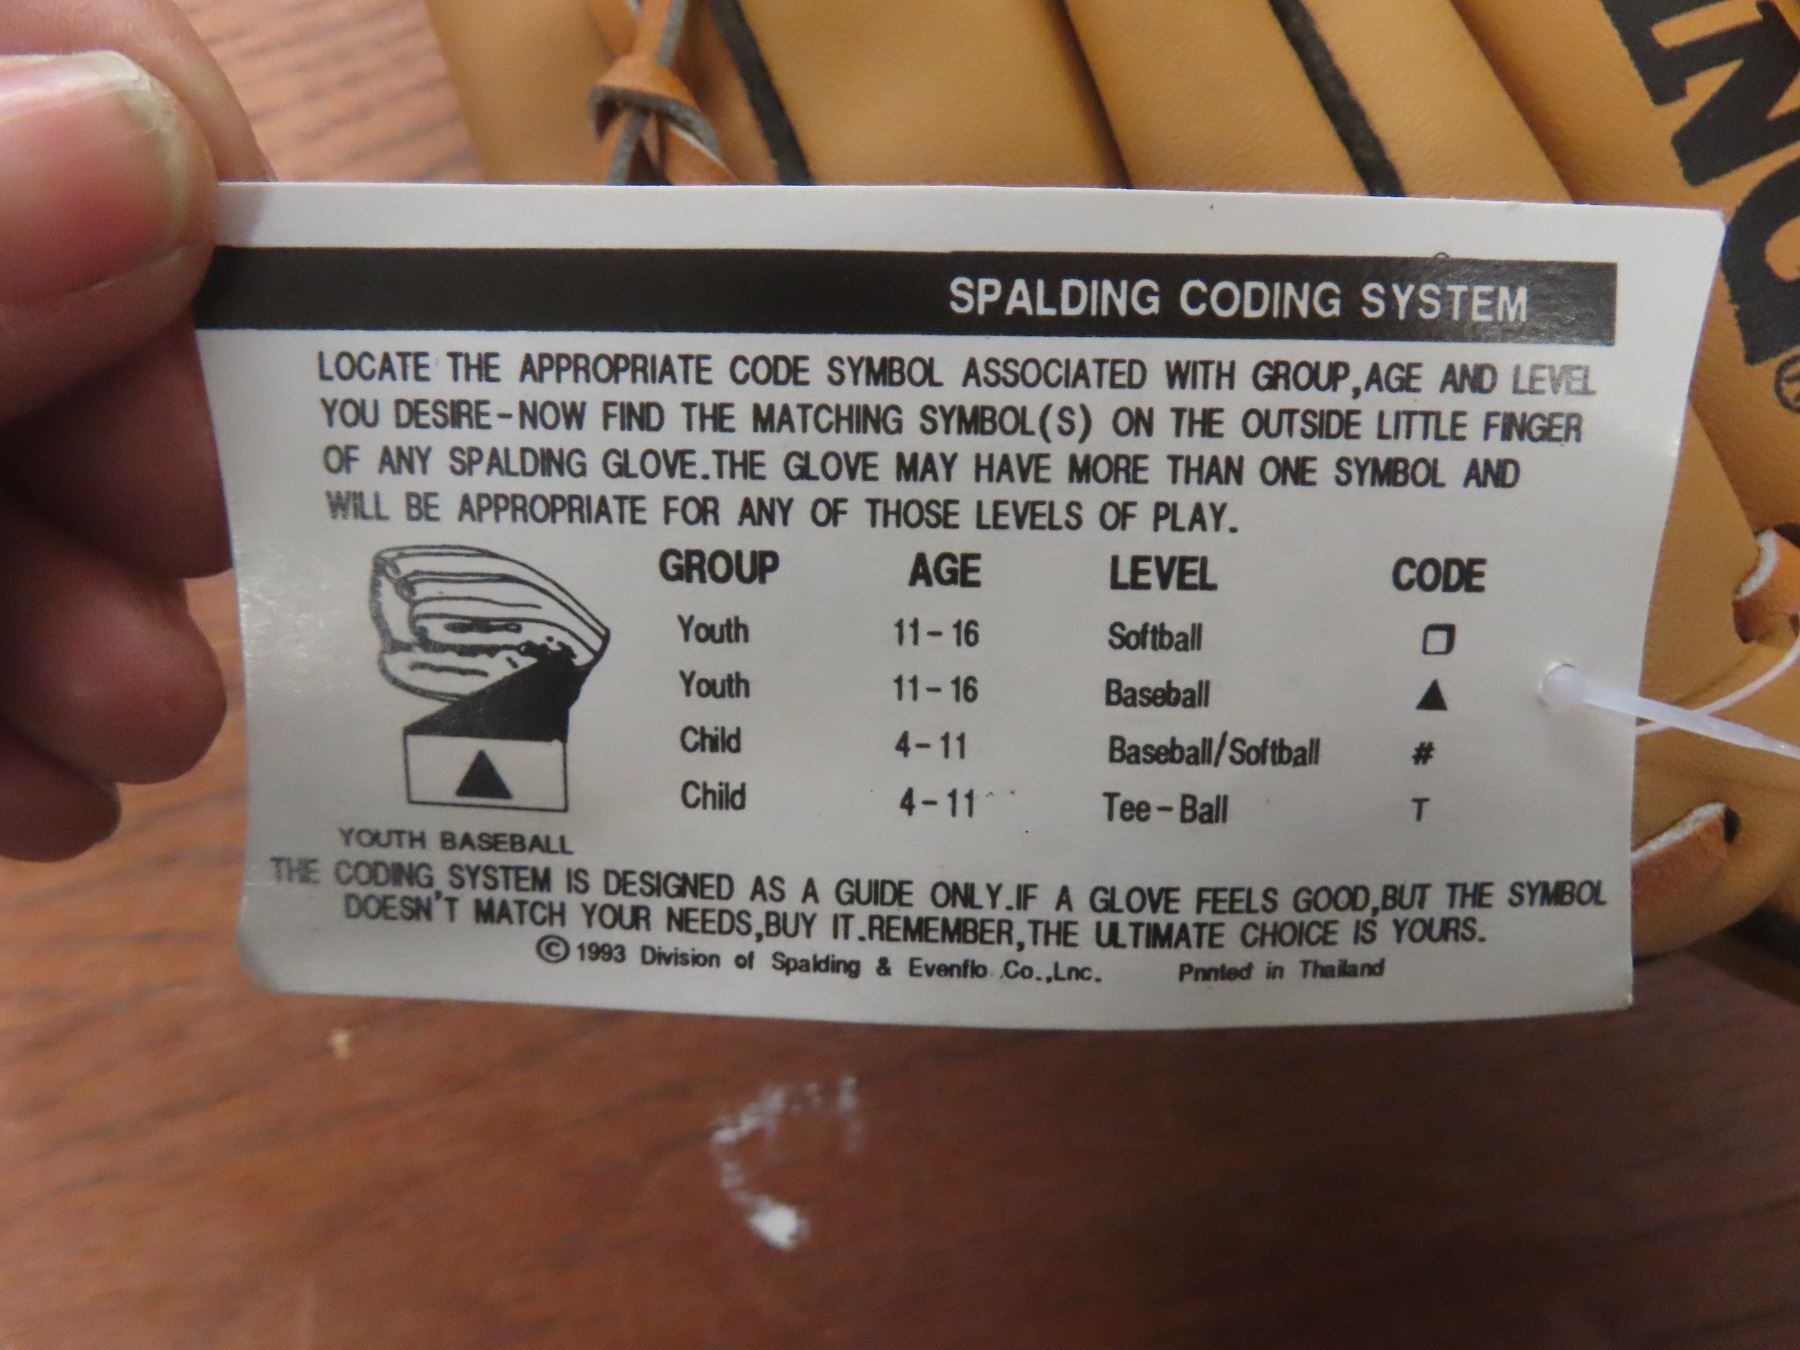 NG
®
SPALDING CODING SYSTEM
LOCATE THE APPROPRIATE CODE SYMBOL ASSOCIATED WITH GROUP,AGE AND LEVEL
YOU DESIRE-NOW FIND THE MATCHING SYMBOL(S) ON THE OUTSIDE LITTLE FINGER
OF ANY SPALDING GLOVE.THE GLOVE MAY HAVE MORE THAN ONE SYMBOL AND
WILL BE APPROPRIATE FOR ANY OF THOSE LEVELS OF PLAY.
GROUP AGE LEVEL CODE
Youth 11-16 Softball ❒
Youth 11-16 Baseball ▲
Child 4-11 Baseball/Softball #
Child 4-11 Tee-Ball T
YOUTH BASEBALL
THE CODING SYSTEM IS DESIGNED AS A GUIDE ONLY.IF A GLOVE FEELS GOOD,BUT THE SYMBOL
DOESN'T MATCH YOUR NEEDS,BUY IT.REMEMBER,THE ULTIMATE CHOICE IS YOURS.
© 1993 Division of Spalding & Evenflo Co.,Lnc. Printed in Thailand